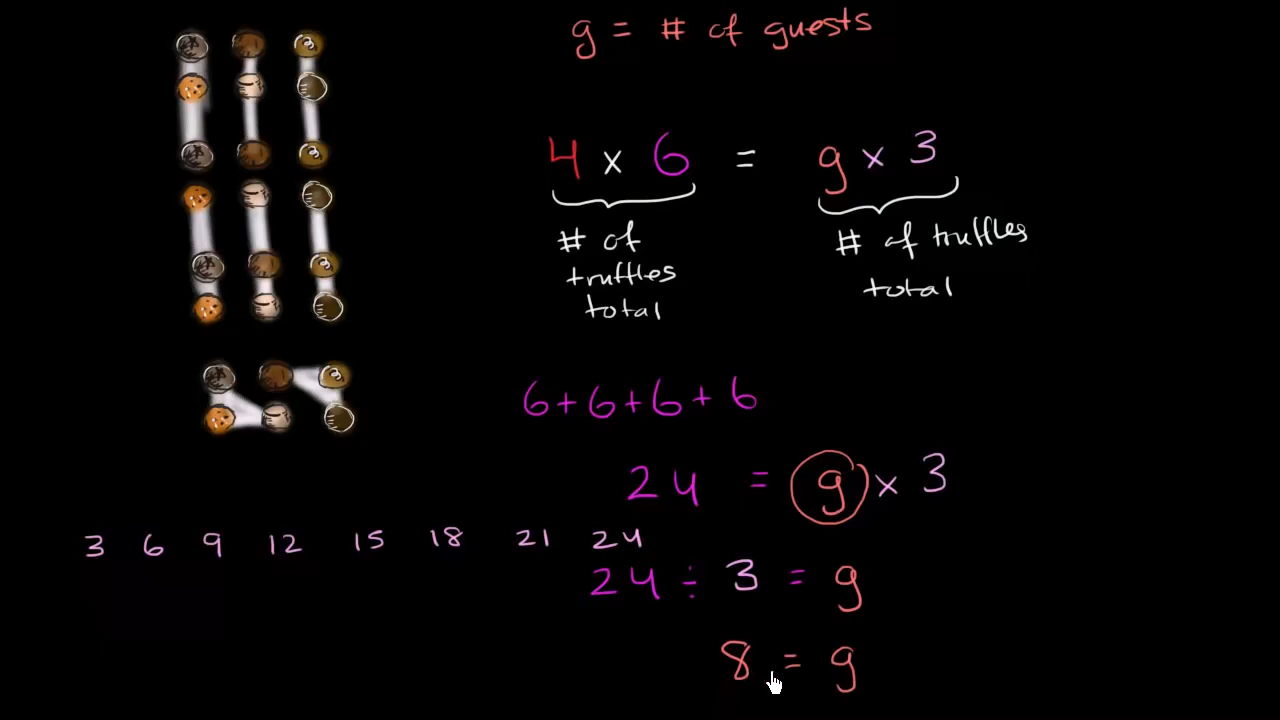 g = # of guests
4 x 6 = g x 3
# of truffles total
# of truffles total
6 + 6 + 6 + 6
24 = g x 3
3 6 9 12 15 18 21 24
24 ÷ 3 = g
8 = g